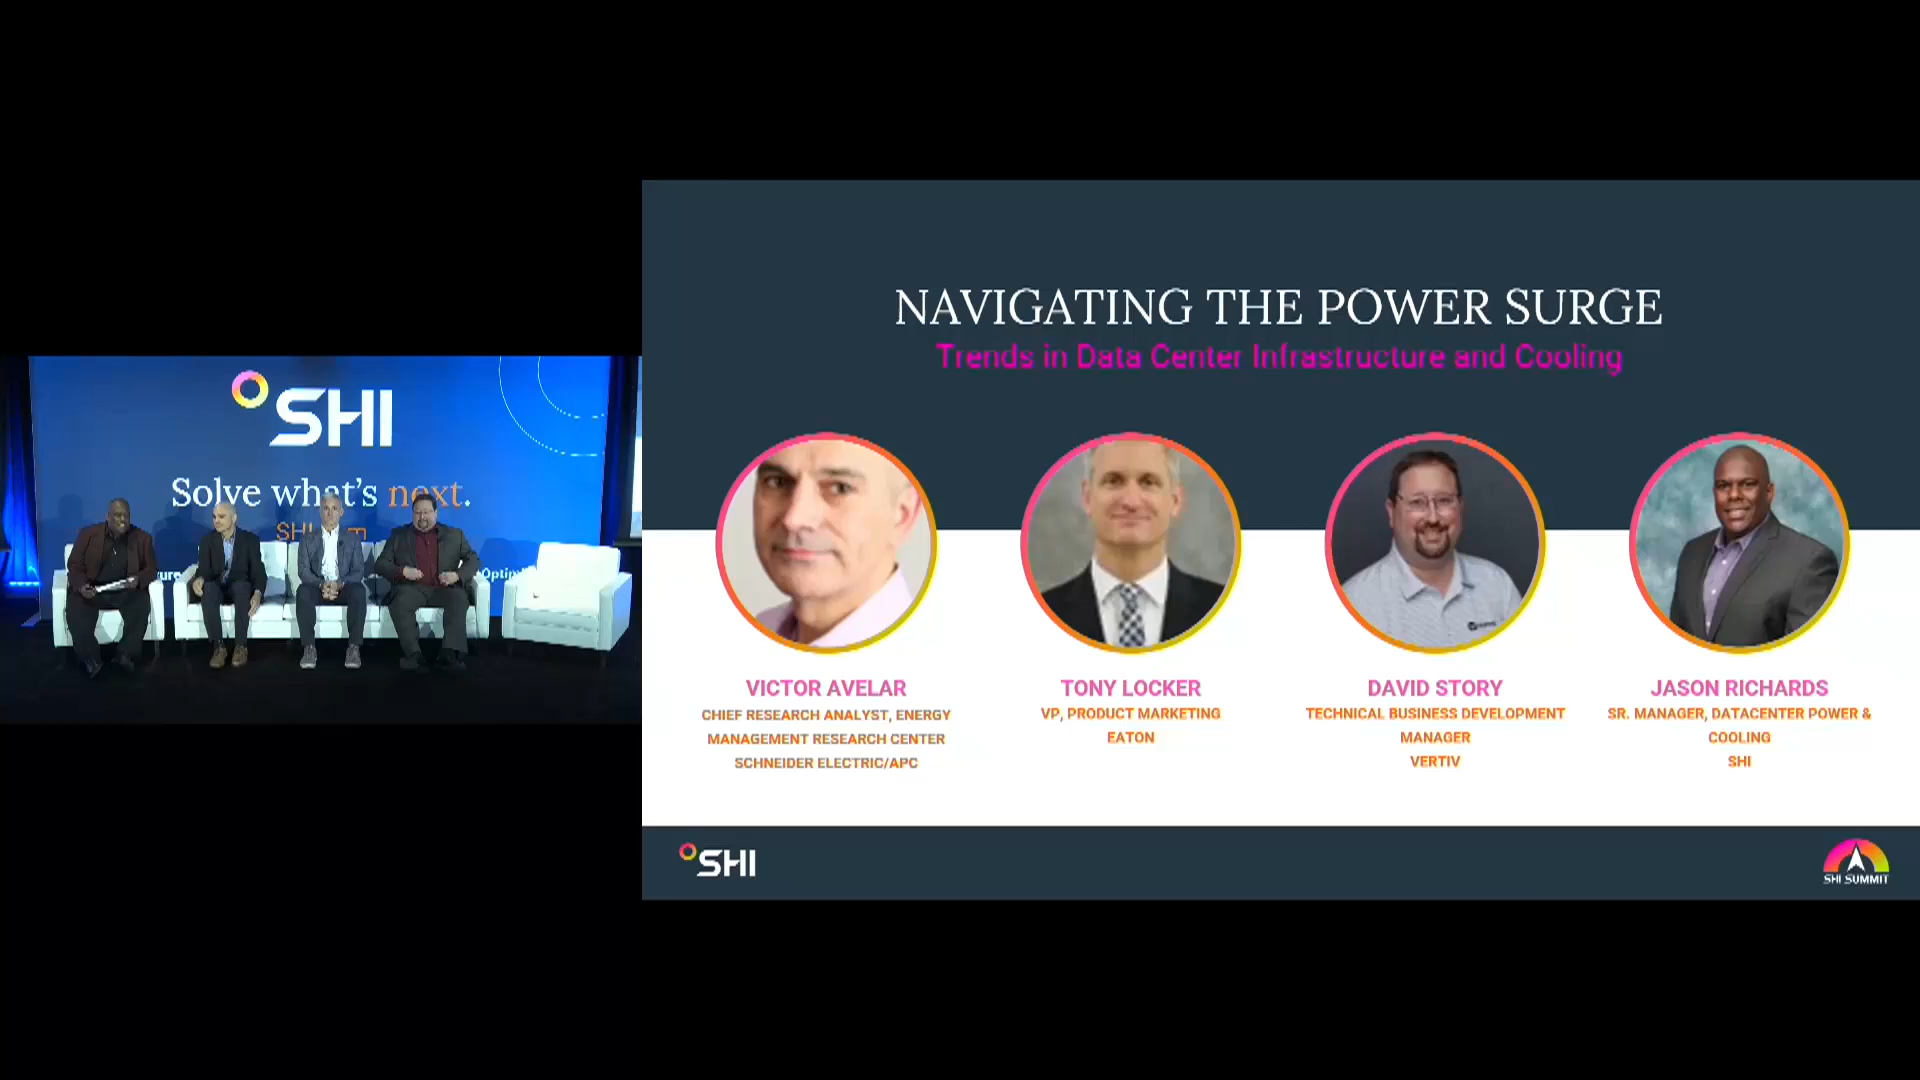 SHI
Solve what's next.
Optim
NAVIGATING THE POWER SURGE
Trends in Data Center Infrastructure and Cooling
VICTOR AVELAR
CHIEF RESEARCH ANALYST, ENERGY
MANAGEMENT RESEARCH CENTER
SCHNEIDER ELECTRIC/APC
TONY LOCKER
VP, PRODUCT MARKETING
EATON
DAVID STORY
TECHNICAL BUSINESS DEVELOPMENT
MANAGER
VERTIV
JASON RICHARDS
SR. MANAGER, DATACENTER POWER &
COOLING
SHI
SHI
SHI SUMMIT